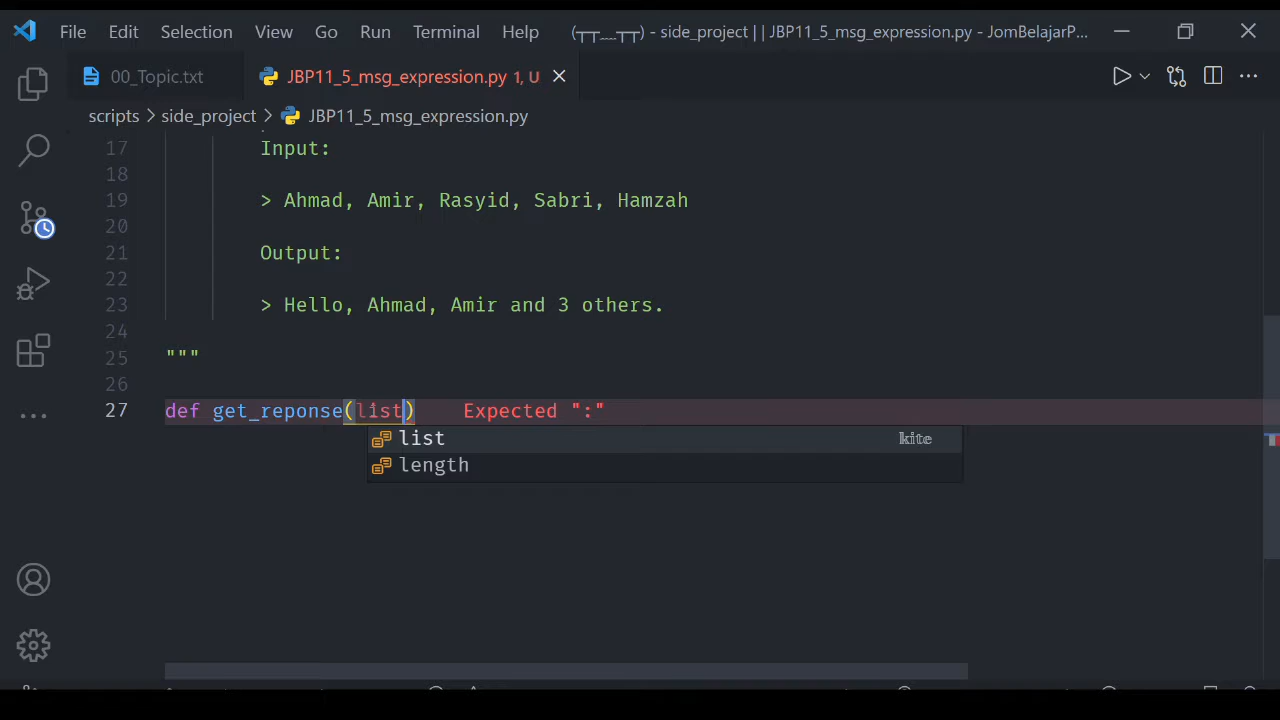 File Edit Selection View Go Run Terminal Help (┬┬﹏┬┬) - side_project || JBP11_5_msg_expression.py - JomBelajarP...
00_Topic.txt JBP11_5_msg_expression.py 1, U
scripts > side_project > JBP11_5_msg_expression.py
17 Input:
18
19 > Ahmad, Amir, Rasyid, Sabri, Hamzah
20
21 Output:
22
23 > Hello, Ahmad, Amir and 3 others.
24
25 """
26
27 def get_reponse(list) Expected ":"
list kite
length